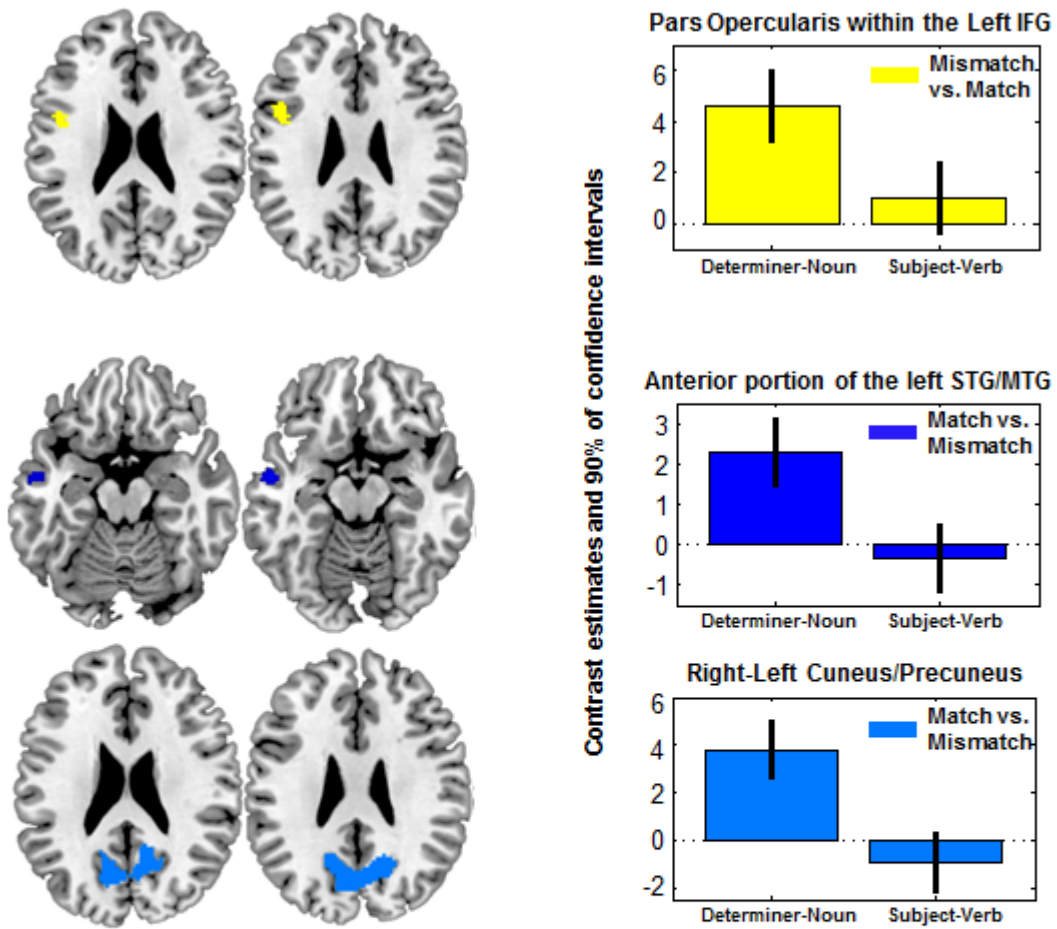 Contrast estimates and 90% of confidence intervals
Pars Opercularis within the Left IFG
Mismatch
vs. Match
6
4
2
0
Determiner-Noun Subject-Verb
Anterior portion of the left STG/MTG
Match vs.
Mismatch
3
2
1
0
-1
Determiner-Noun Subject-Verb
Right-Left Cuneus/Precuneus
Match vs.
Mismatch
6
4
2
0
-2
Determiner-Noun Subject-Verb